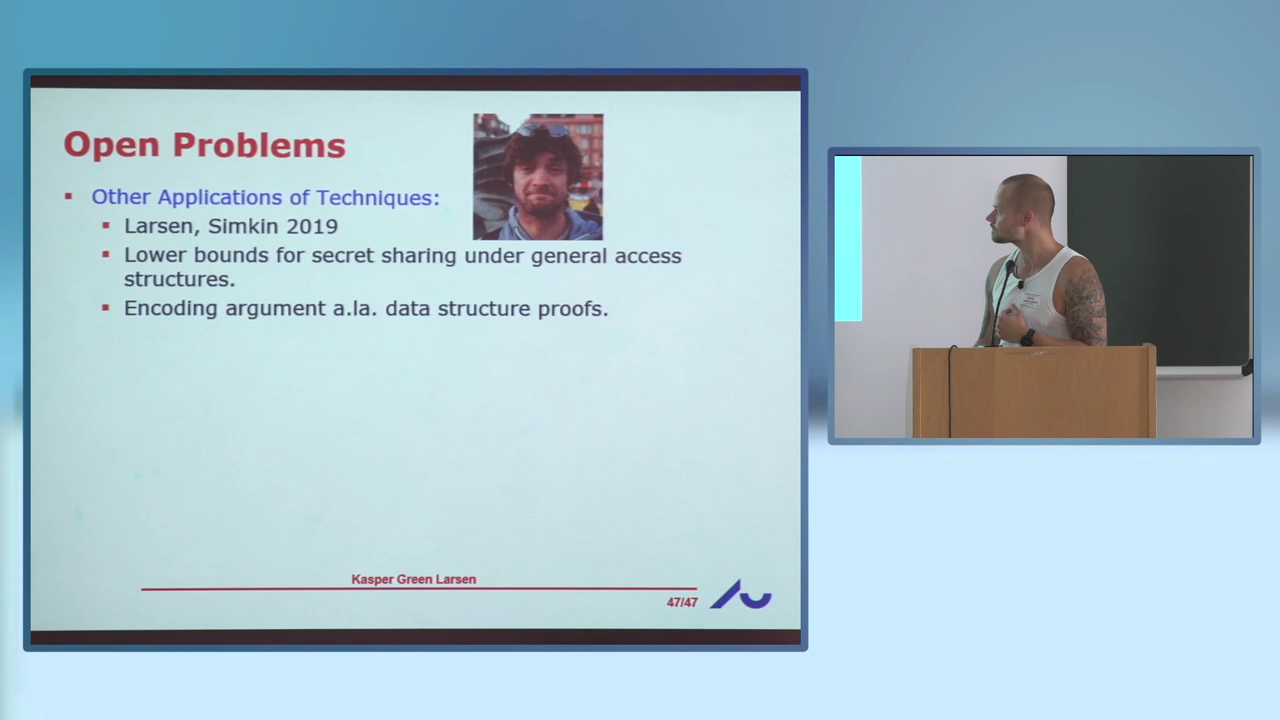 Open Problems
Other Applications of Techniques:
Larsen, Simkin 2019
Lower bounds for secret sharing under general access
structures.
Encoding argument a.la. data structure proofs.
Kasper Green Larsen
47/47